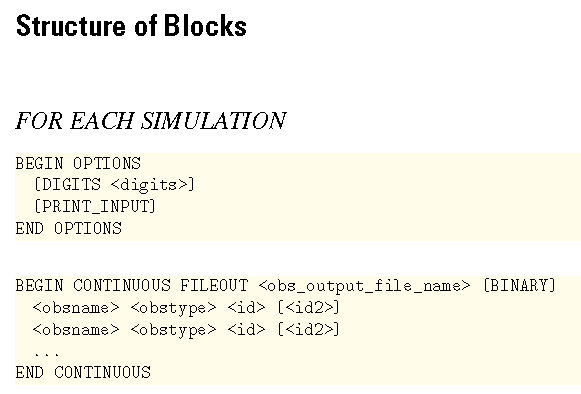 Structure of Blocks
FOR EACH SIMULATION
BEGIN OPTIONS
  [DIGITS <digits>]
  [PRINT_INPUT]
END OPTIONS
BEGIN CONTINUOUS FILEOUT <obs_output_file_name> [BINARY]
  <obsname> <obstype> <id> [<id2>]
  <obsname> <obstype> <id> [<id2>]
  ...
END CONTINUOUS